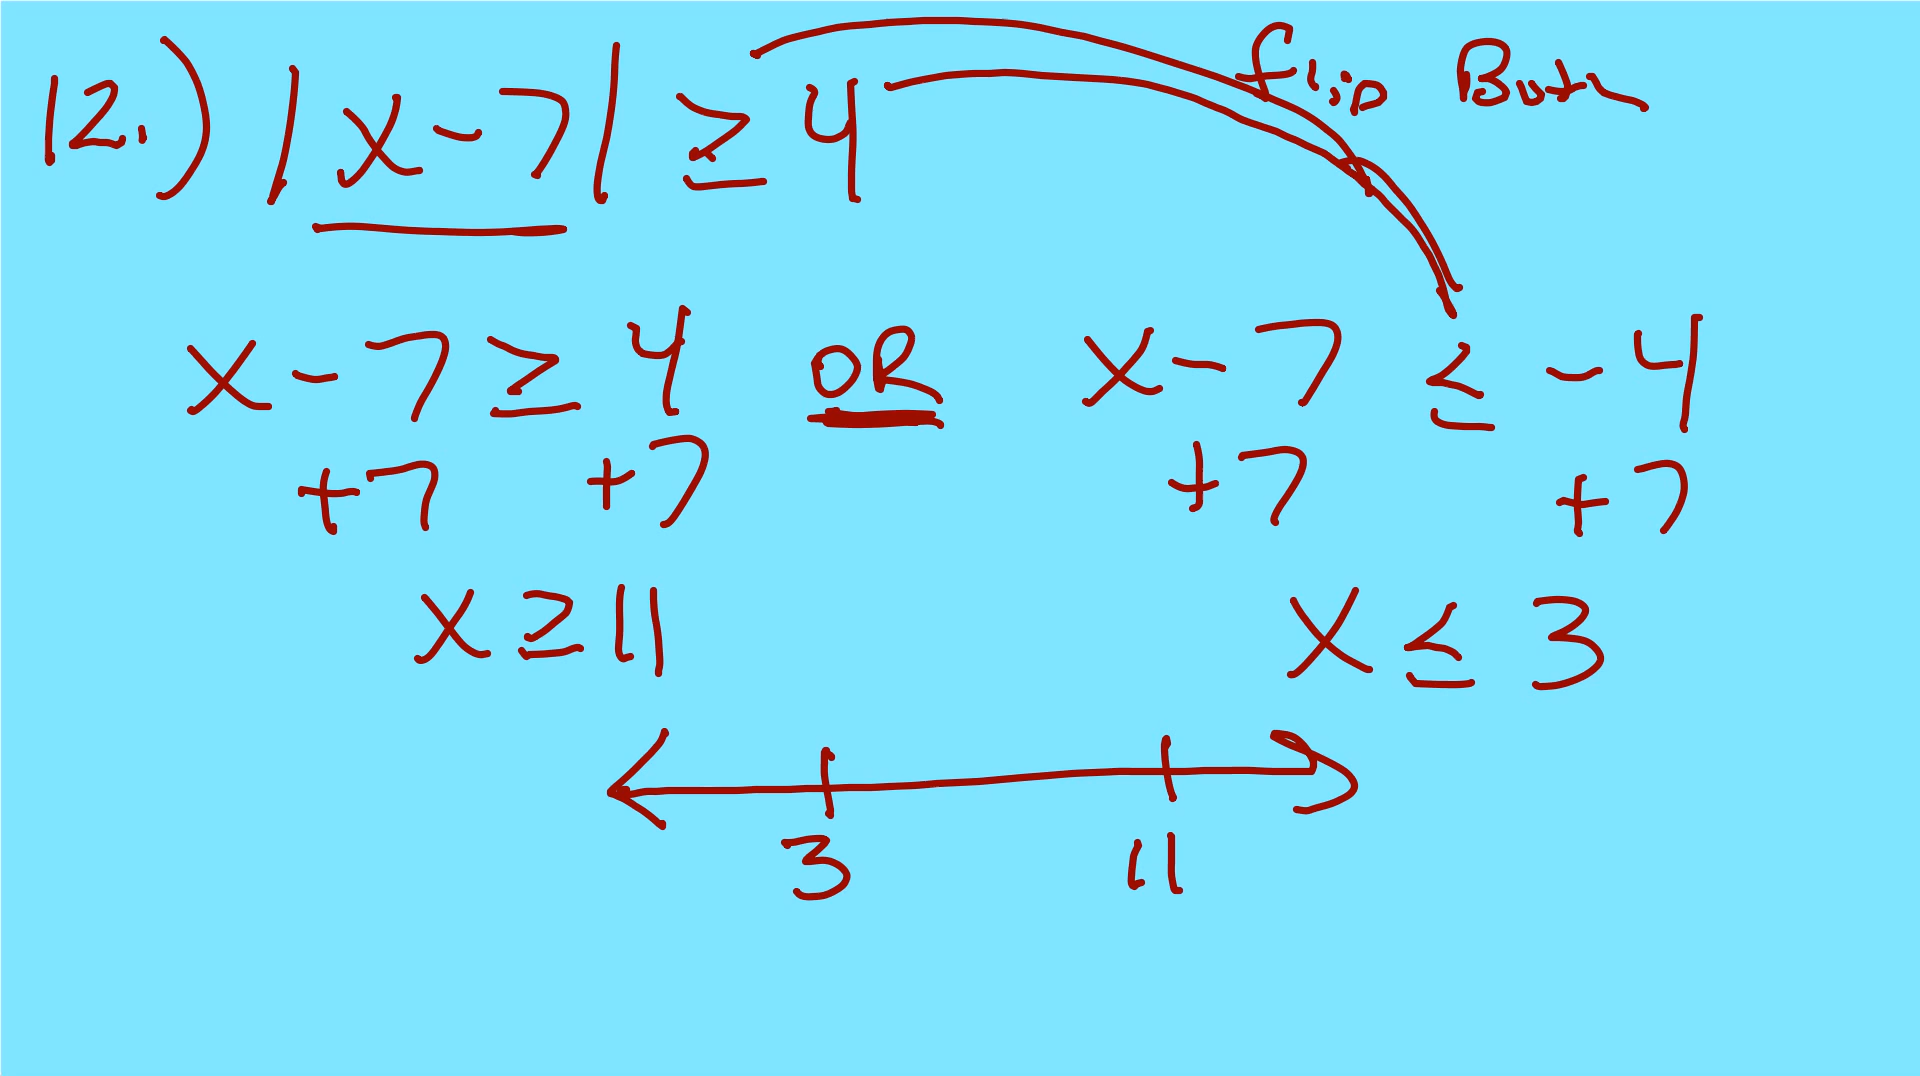 12.) |x-7| ≥ 4 flip Both
x-7 ≥ 4 OR x-7 ≤ -4
+7 +7 +7 +7
x ≥ 11 x ≤ 3
3 11